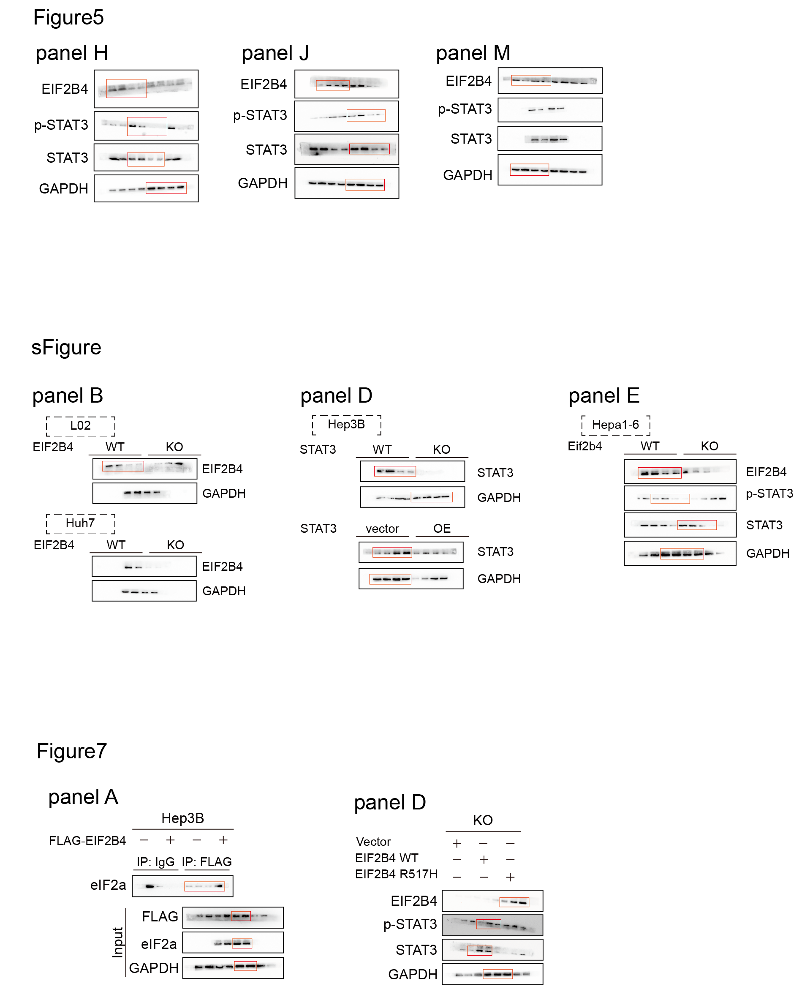 Figure5
panel H
EIF2B4
p-STAT3
STAT3
GAPDH
panel J
EIF2B4
p-STAT3
STAT3
GAPDH
panel M
EIF2B4
p-STAT3
STAT3
GAPDH
sFigure
panel B
L02
EIF2B4 WT KO
EIF2B4
GAPDH
Huh7
EIF2B4 WT KO
EIF2B4
GAPDH
panel D
Hep3B
STAT3 WT KO
STAT3
GAPDH
STAT3 vector OE
STAT3
GAPDH
panel E
Hepa1-6
Eif2b4 WT KO
EIF2B4
p-STAT3
STAT3
GAPDH
Figure7
panel A
Hep3B
FLAG-EIF2B4 − + − +
IP: IgG IP: FLAG
eIF2a
Input
FLAG
eIF2a
GAPDH
panel D
KO
Vector + − −
EIF2B4 WT − + −
EIF2B4 R517H − − +
EIF2B4
p-STAT3
STAT3
GAPDH